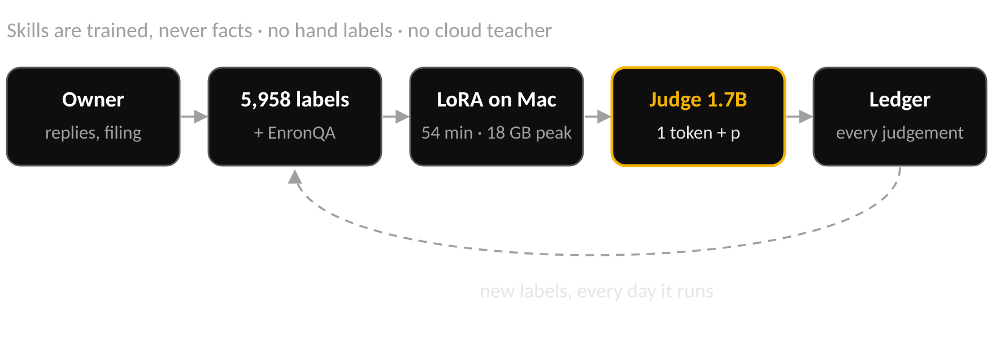 Skills are trained, never facts · no hand labels · no cloud teacher
Owner
replies, filing
5,958 labels
+ EnronQA
LoRA on Mac
54 min · 18 GB peak
Judge 1.7B
1 token + p
Ledger
every judgement
new labels, every day it runs